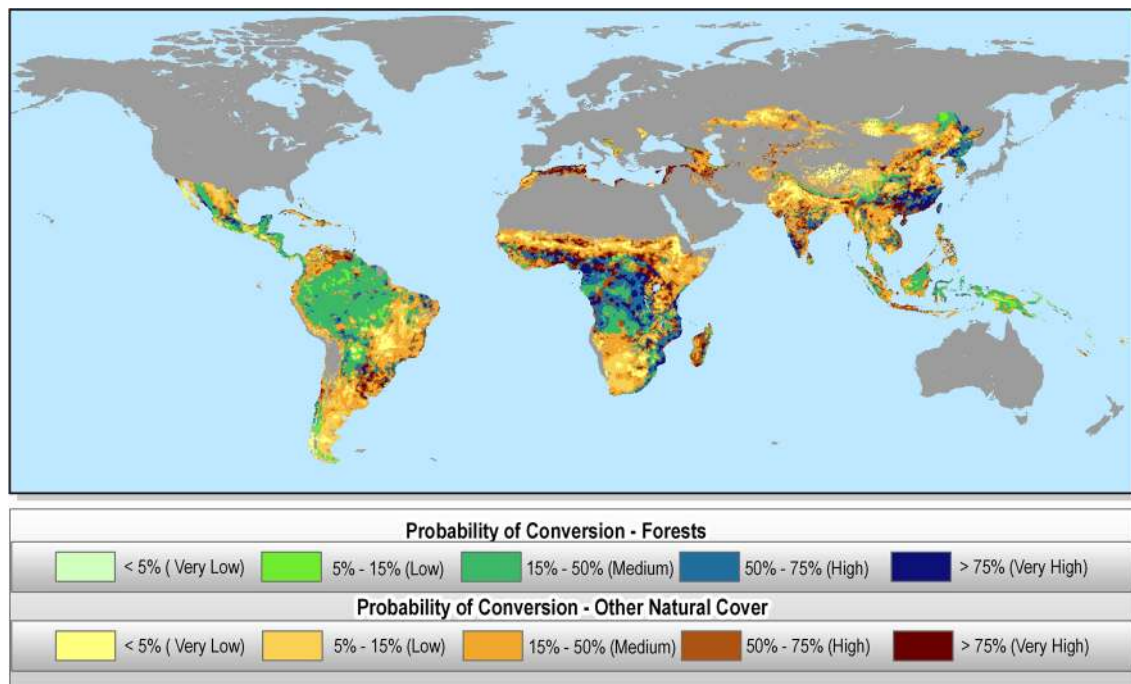 Probability of Conversion - Forests
< 5% ( Very Low) 5% - 15% (Low) 15% - 50% (Medium) 50% - 75% (High) > 75% (Very High)
Probability of Conversion - Other Natural Cover
< 5% ( Very Low) 5% - 15% (Low) 15% - 50% (Medium) 50% - 75% (High) > 75% (Very High)